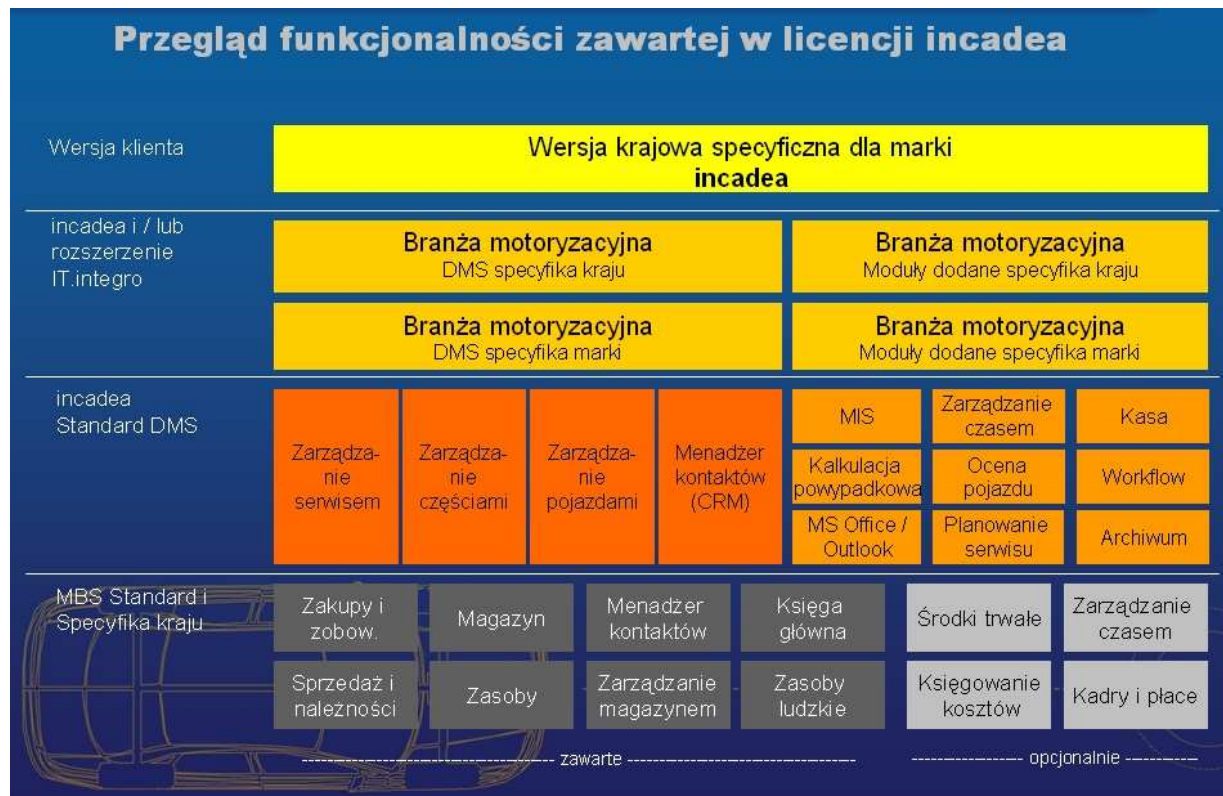 Przegląd funkcjonalności zawartej w licencji incadea
Wersja klienta
Wersja krajowa specyficzna dla marki
incadea
incadea i / lub
rozszerzenie
IT.integro
Branża motoryzacyjna
DMS specyfika kraju
Branża motoryzacyjna
Moduły dodane specyfika kraju
Branża motoryzacyjna
DMS specyfika marki
Branża motoryzacyjna
Moduły dodane specyfika marki
incadea
Standard DMS
Zarządza-
nie
serwisem
Zarządza-
nie
częściami
Zarządza-
nie
pojazdami
Menadżer
kontaktów
(CRM)
MIS
Zarządzanie
czasem
Kasa
Kalkulacja
powypadkowa
Ocena
pojazdu
Workflow
MS Office /
Outlook
Planowanie
serwisu
Archiwum
MBS Standard i
Specyfika kraju
Zakupy i
zobow.
Magazyn
Menadżer
kontaktów
Księga
główna
Środki trwałe
Zarządzanie
czasem
Sprzedaż i
należności
Zasoby
Zarządzanie
magazynem
Zasoby
ludzkie
Księgowanie
kosztów
Kadry i płace
zawarte
opcjonalnie